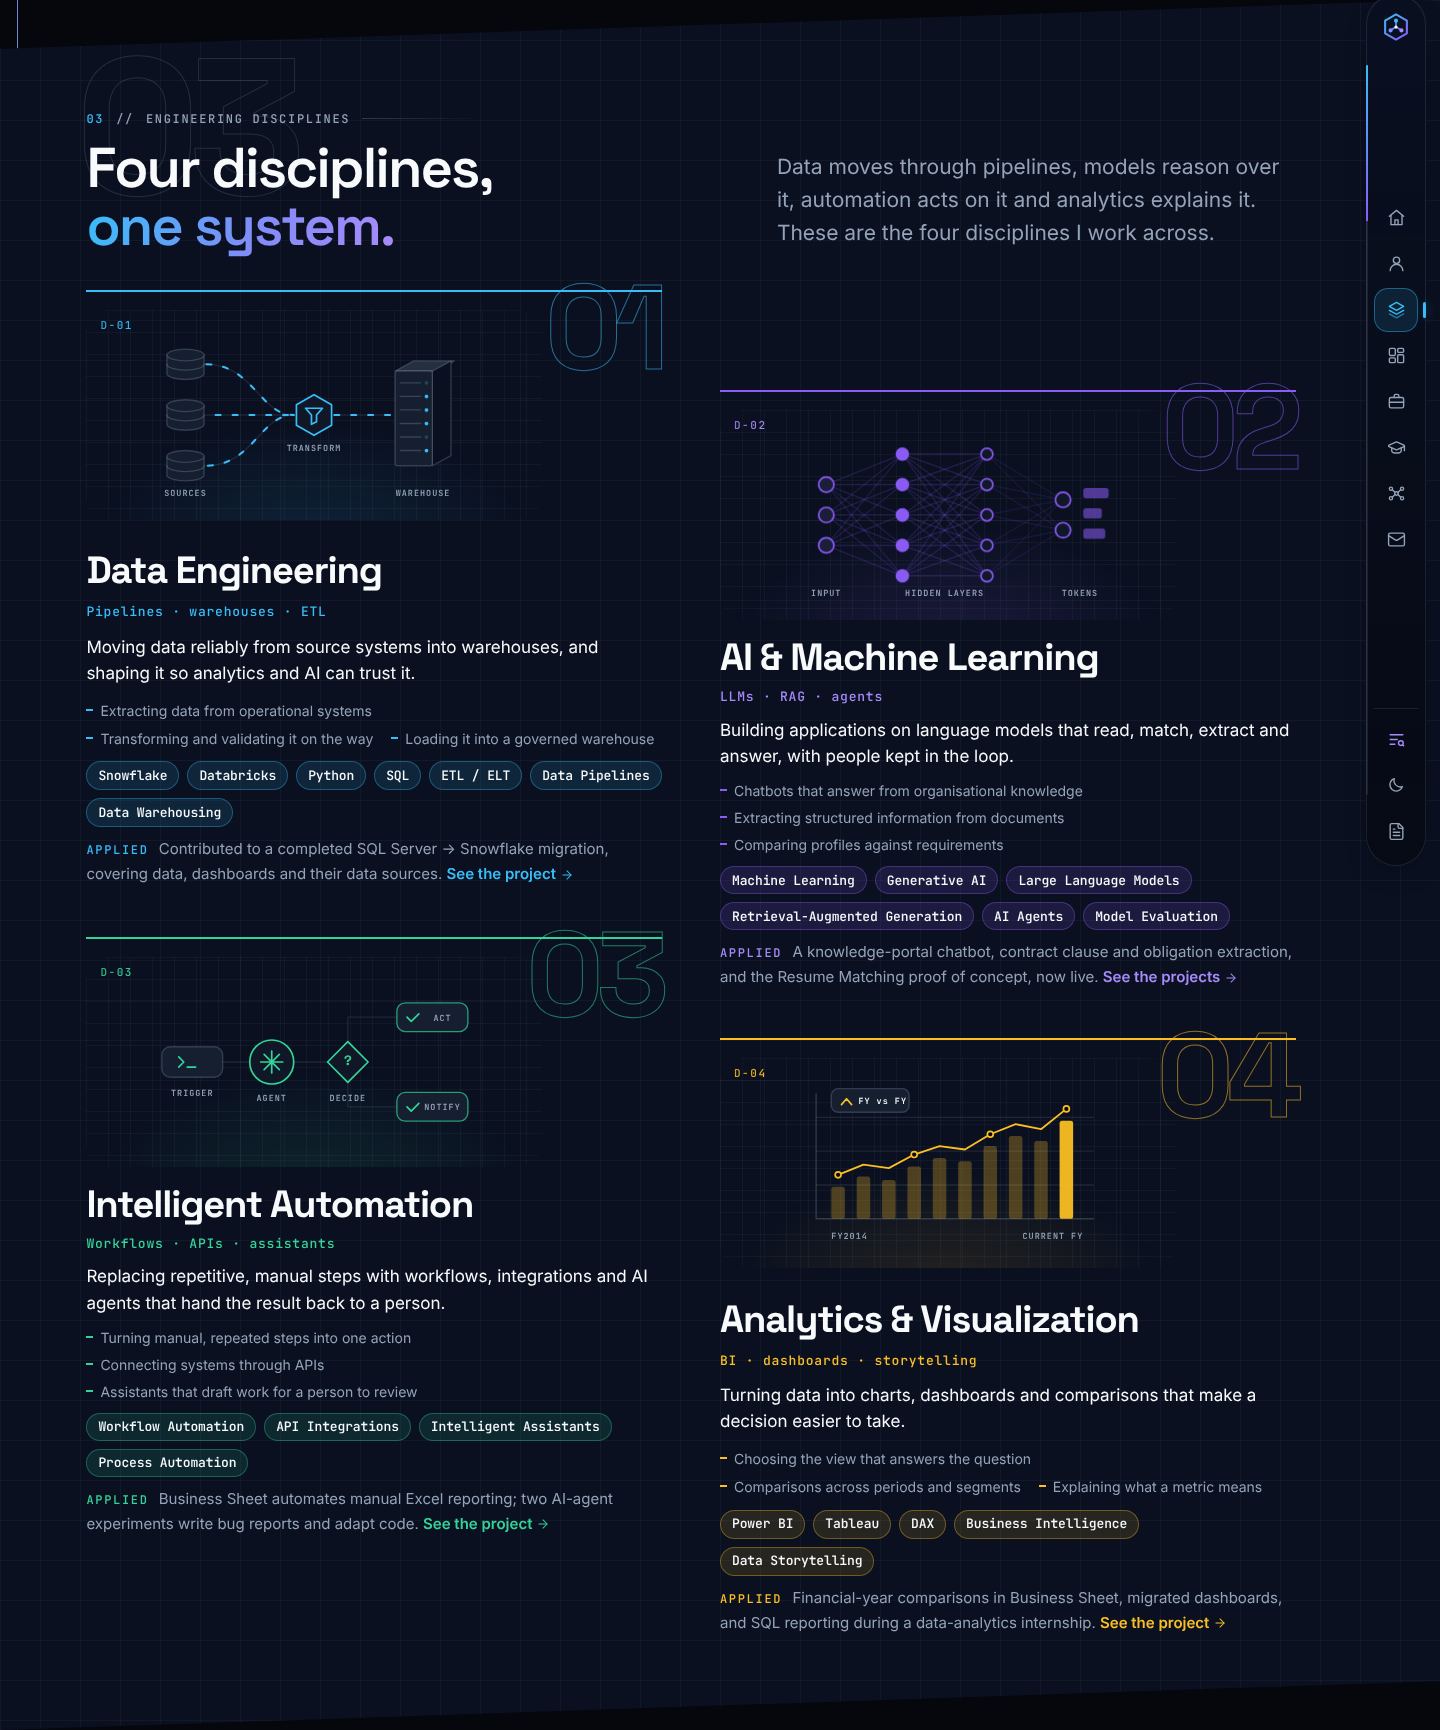 03
03 // ENGINEERING DISCIPLINES
Four disciplines,
one system.
Data moves through pipelines, models reason over
it, automation acts on it and analytics explains it.
These are the four disciplines I work across.
01
D-01
TRANSFORM
SOURCES
WAREHOUSE
Data Engineering
Pipelines · warehouses · ETL
Moving data reliably from source systems into warehouses, and
shaping it so analytics and AI can trust it.
Extracting data from operational systems
Transforming and validating it on the way
Loading it into a governed warehouse
Snowflake Databricks Python SQL ETL / ELT Data Pipelines
Data Warehousing
APPLIED Contributed to a completed SQL Server → Snowflake migration,
covering data, dashboards and their data sources. See the project →
02
D-02
INPUT
HIDDEN LAYERS
TOKENS
AI & Machine Learning
LLMs · RAG · agents
Building applications on language models that read, match, extract and
answer, with people kept in the loop.
Chatbots that answer from organisational knowledge
Extracting structured information from documents
Comparing profiles against requirements
Machine Learning Generative AI Large Language Models
Retrieval-Augmented Generation AI Agents Model Evaluation
APPLIED A knowledge-portal chatbot, contract clause and obligation extraction,
and the Resume Matching proof of concept, now live. See the projects →
03
D-03
ACT
?
TRIGGER
AGENT
DECIDE
NOTIFY
Intelligent Automation
Workflows · APIs · assistants
Replacing repetitive, manual steps with workflows, integrations and AI
agents that hand the result back to a person.
Turning manual, repeated steps into one action
Connecting systems through APIs
Assistants that draft work for a person to review
Workflow Automation API Integrations Intelligent Assistants
Process Automation
APPLIED Business Sheet automates manual Excel reporting; two AI-agent
experiments write bug reports and adapt code. See the project →
04
D-04
FY vs FY
FY2014
CURRENT FY
Analytics & Visualization
BI · dashboards · storytelling
Turning data into charts, dashboards and comparisons that make a
decision easier to take.
Choosing the view that answers the question
Comparisons across periods and segments
Explaining what a metric means
Power BI Tableau DAX Business Intelligence
Data Storytelling
APPLIED Financial-year comparisons in Business Sheet, migrated dashboards,
and SQL reporting during a data-analytics internship. See the project →